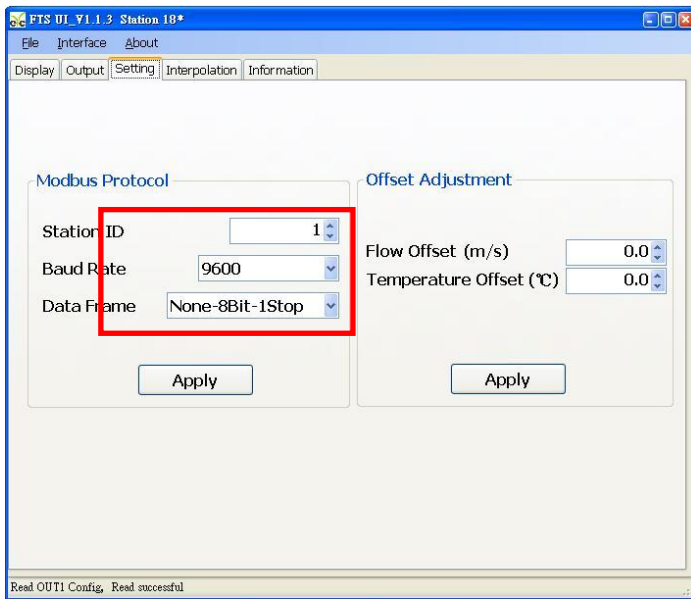 FTS UI_V1.1.3 Station 18*
File Interface About
Display Output Setting Interpolation Information
Modbus Protocol
Station ID 1
Baud Rate 9600
Data Frame None-8Bit-1Stop
Apply
Offset Adjustment
Flow Offset (m/s) 0.0
Temperature Offset (℃) 0.0
Apply
Read OUT1 Config, Read successful